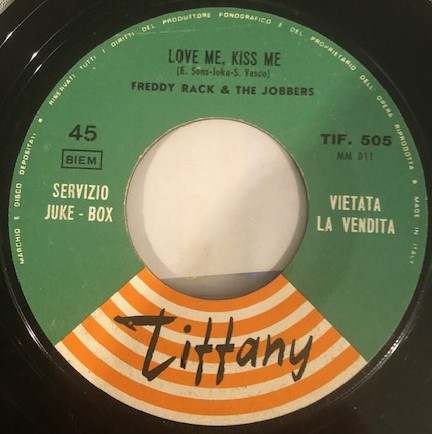 RISERVATI TUTTI I DIRITTI DEL PRODUTTORE FONOGRAFICO E DEL PROPRIETARIO DELL'OPERA RIPRODOTTA • MADE IN ITALY
MARCHIO E DISCO DEPOSITATI •
LOVE ME, KISS ME
(E. Sons-Joka-S. Vasco)
FREDDY RACK & THE JOBBERS
45
BIEM
TIF. 505
MM 011
SERVIZIO
JUKE - BOX
VIETATA
LA VENDITA
Tiffany